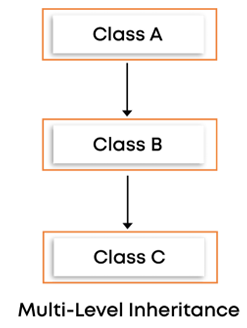 Class A
Class B
Class C
Multi-Level Inheritance